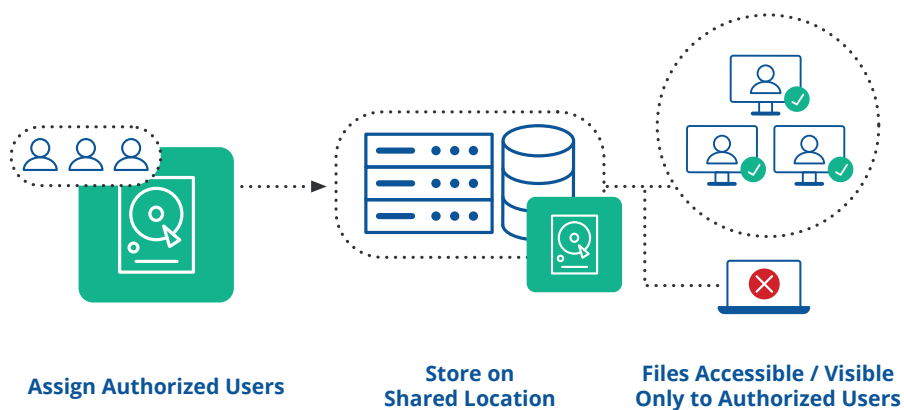 Assign Authorized Users
Store on
Shared Location
Files Accessible / Visible
Only to Authorized Users